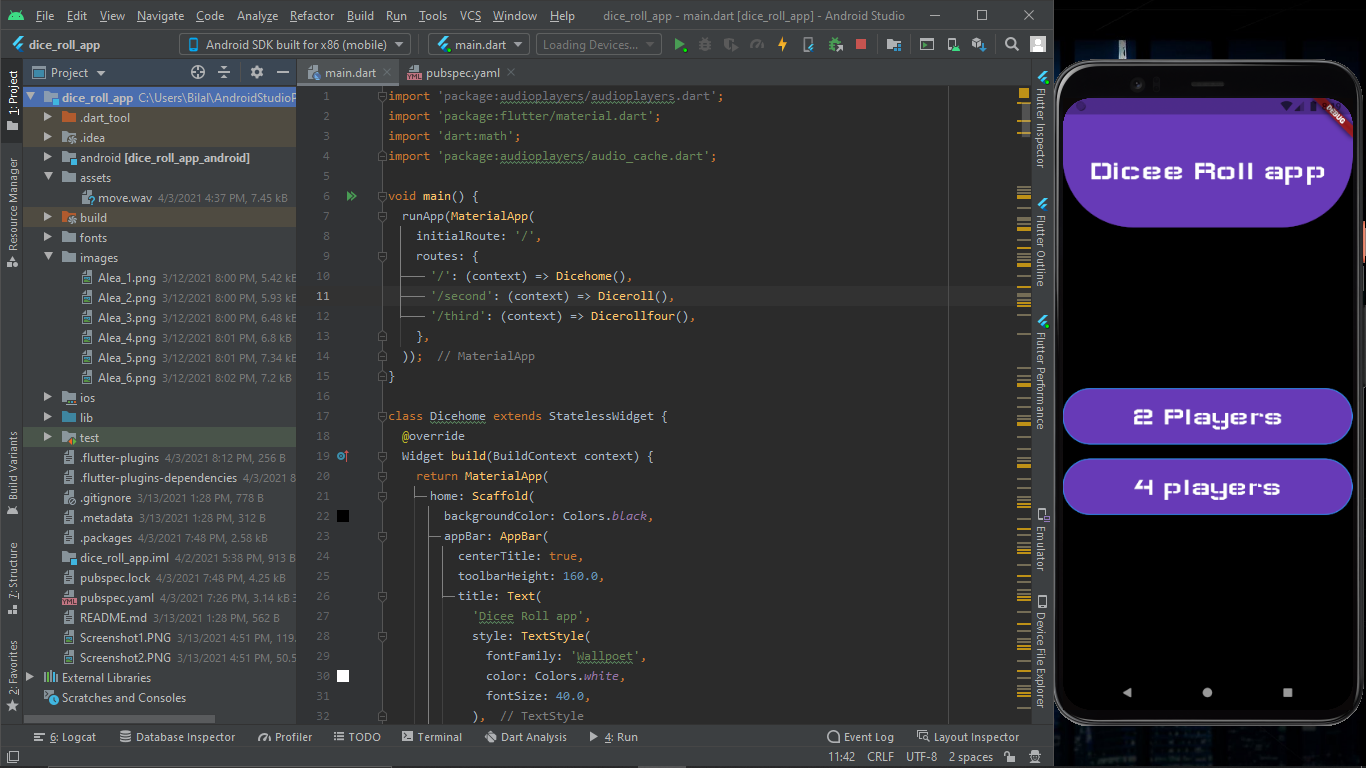 File Edit View Navigate Code Analyze Refactor Build Run Tools VCS Window Help dice_roll_app - main.dart [dice_roll_app] - Android Studio
dice_roll_app Android SDK built for x86 (mobile) main.dart Loading Devices...
Project
main.dart pubspec.yaml
1: Project
Resource Manager
Build Variants
7: Structure
2: Favorites
dice_roll_app C:\Users\Bilal\AndroidStudioP
.dart_tool
.idea
android [dice_roll_app_android]
assets
move.wav 4/3/2021 4:37 PM, 7.45 kB
build
fonts
images
Alea_1.png 3/12/2021 8:00 PM, 5.42 kB
Alea_2.png 3/12/2021 8:00 PM, 5.93 kB
Alea_3.png 3/12/2021 8:00 PM, 6.48 kB
Alea_4.png 3/12/2021 8:01 PM, 6.8 kB
Alea_5.png 3/12/2021 8:01 PM, 7.34 kB
Alea_6.png 3/12/2021 8:02 PM, 7.2 kB
ios
lib
test
.flutter-plugins 4/3/2021 8:12 PM, 256 B
.flutter-plugins-dependencies 4/3/2021 8
.gitignore 3/13/2021 1:28 PM, 778 B
.metadata 3/13/2021 1:28 PM, 312 B
.packages 4/3/2021 7:48 PM, 2.58 kB
dice_roll_app.iml 4/2/2021 5:38 PM, 913 B
pubspec.lock 4/3/2021 7:48 PM, 4.25 kB
pubspec.yaml 4/3/2021 7:26 PM, 3.14 kB 3
README.md 3/13/2021 1:28 PM, 562 B
Screenshot1.PNG 3/13/2021 4:51 PM, 119.
Screenshot2.PNG 3/13/2021 4:51 PM, 50.5
External Libraries
Scratches and Consoles
1 import 'package:audioplayers/audioplayers.dart';
2 import 'package:flutter/material.dart';
3 import 'dart:math';
4 import 'package:audioplayers/audio_cache.dart';
5
6 void main() {
7 runApp(MaterialApp(
8 initialRoute: '/',
9 routes: {
10 '/': (context) => Dicehome(),
11 '/second': (context) => Diceroll(),
12 '/third': (context) => Dicerollfour(),
13 },
14 )); // MaterialApp
15 }
16
17 class Dicehome extends StatelessWidget {
18 @override
19 Widget build(BuildContext context) {
20 return MaterialApp(
21 home: Scaffold(
22 backgroundColor: Colors.black,
23 appBar: AppBar(
24 centerTitle: true,
25 toolbarHeight: 160.0,
26 title: Text(
27 'Dicee Roll app',
28 style: TextStyle(
29 fontFamily: 'Wallpoet',
30 color: Colors.white,
31 fontSize: 40.0,
32 ), // TextStyle
Flutter Inspector
Flutter Outline
Flutter Performance
Emulator
Device File Explorer
DEBUG
Dicee Roll app
2 Players
4 players
6: Logcat Database Inspector Profiler TODO Terminal Dart Analysis 4: Run Event Log Layout Inspector
11:42 CRLF UTF-8 2 spaces